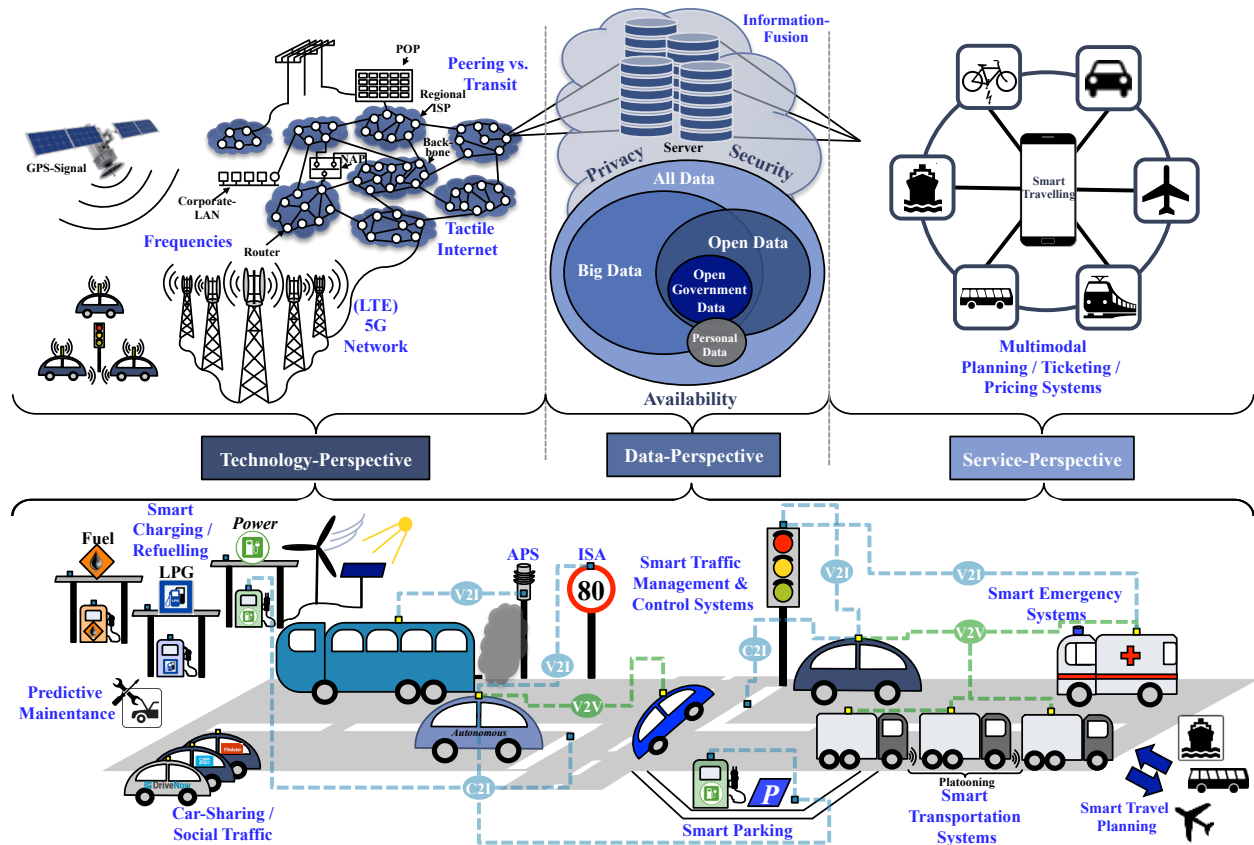 POP
Peering vs.
Transit
Regional
ISP
GPS-Signal
NAP
Back-
bone
Corporate-
LAN
Frequencies
Router
Tactile
Internet
(LTE)
5G
Network
Information-
Fusion
Server
Privacy
Security
All Data
Open Data
Big Data
Open
Government
Data
Personal
Data
Availability
Smart
Travelling
Multimodal
Planning / Ticketing /
Pricing Systems
Technology-Perspective
Data-Perspective
Service-Perspective
Smart
Charging /
Refuelling
Fuel
LPG
Power
APS
ISA
80
V2I
V2I
Smart Traffic
Management &
Control Systems
V2I
V2I
Smart Emergency
Systems
C2I
V2V
Predictive
Mainentance
V2V
Autonomous
C2I
DriveNow
Car-Sharing /
Social Traffic
P
Smart Parking
Platooning
Smart
Transportation
Systems
Smart Travel
Planning